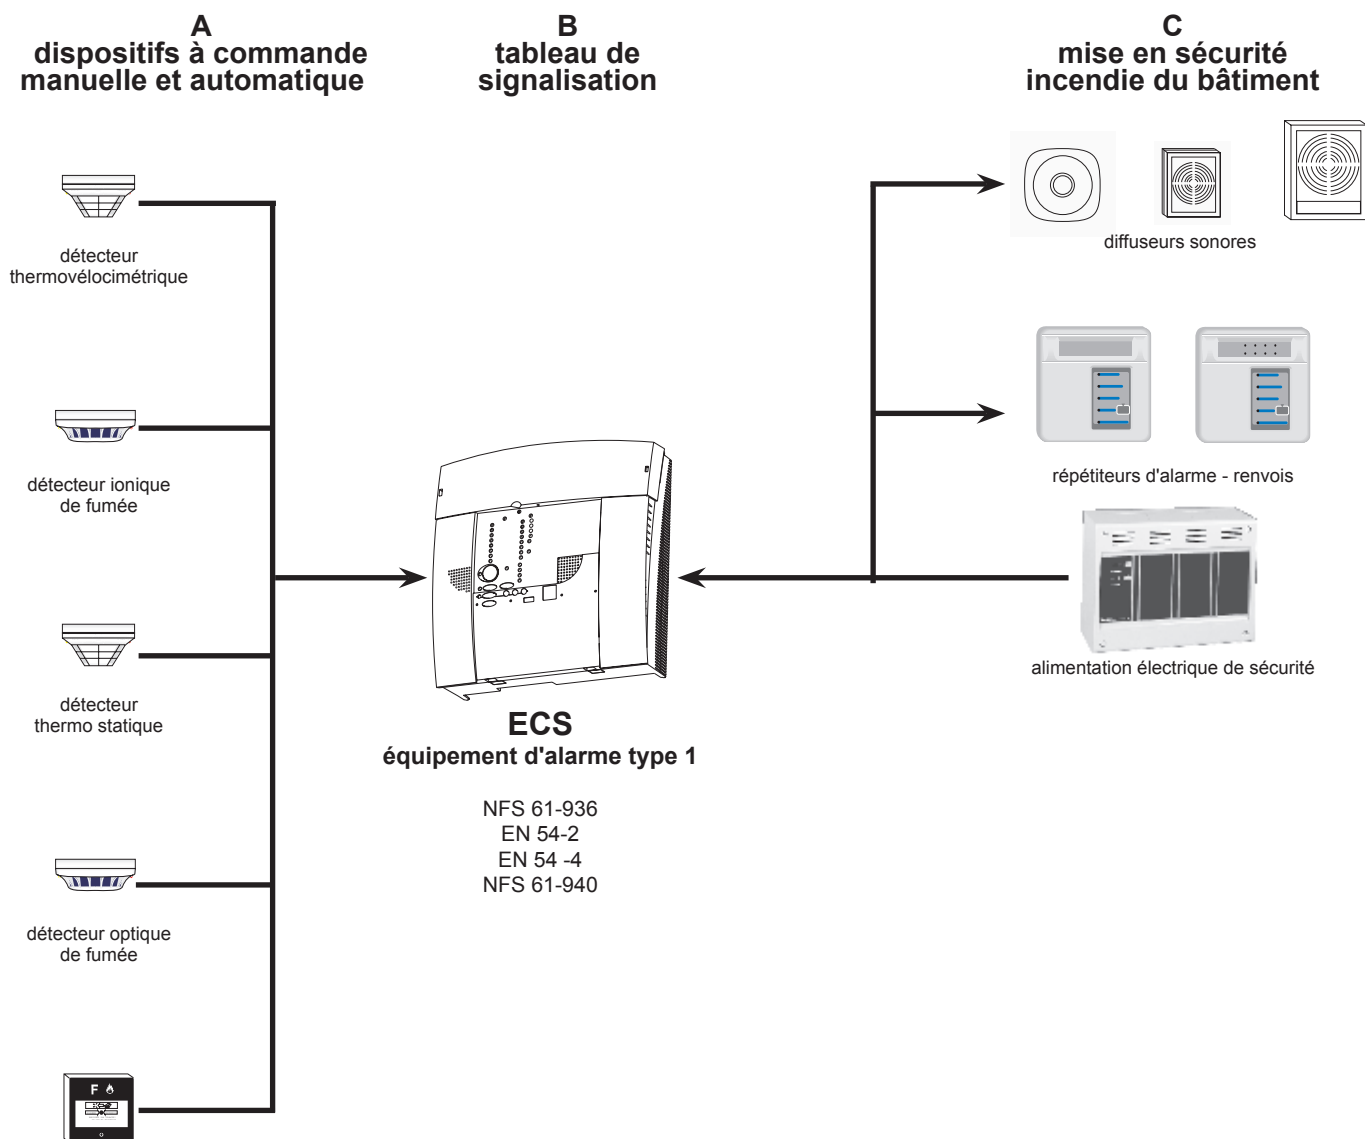 A
dispositifs à commande
manuelle et automatique
B
tableau de
signalisation
C
mise en sécurité
incendie du bâtiment
détecteur
thermovélocimétrique
détecteur ionique
de fumée
détecteur
thermo statique
détecteur optique
de fumée
F
ECS
équipement d'alarme type 1
NFS 61-936
EN 54-2
EN 54 -4
NFS 61-940
diffuseurs sonores
répétiteurs d'alarme - renvois
alimentation électrique de sécurité